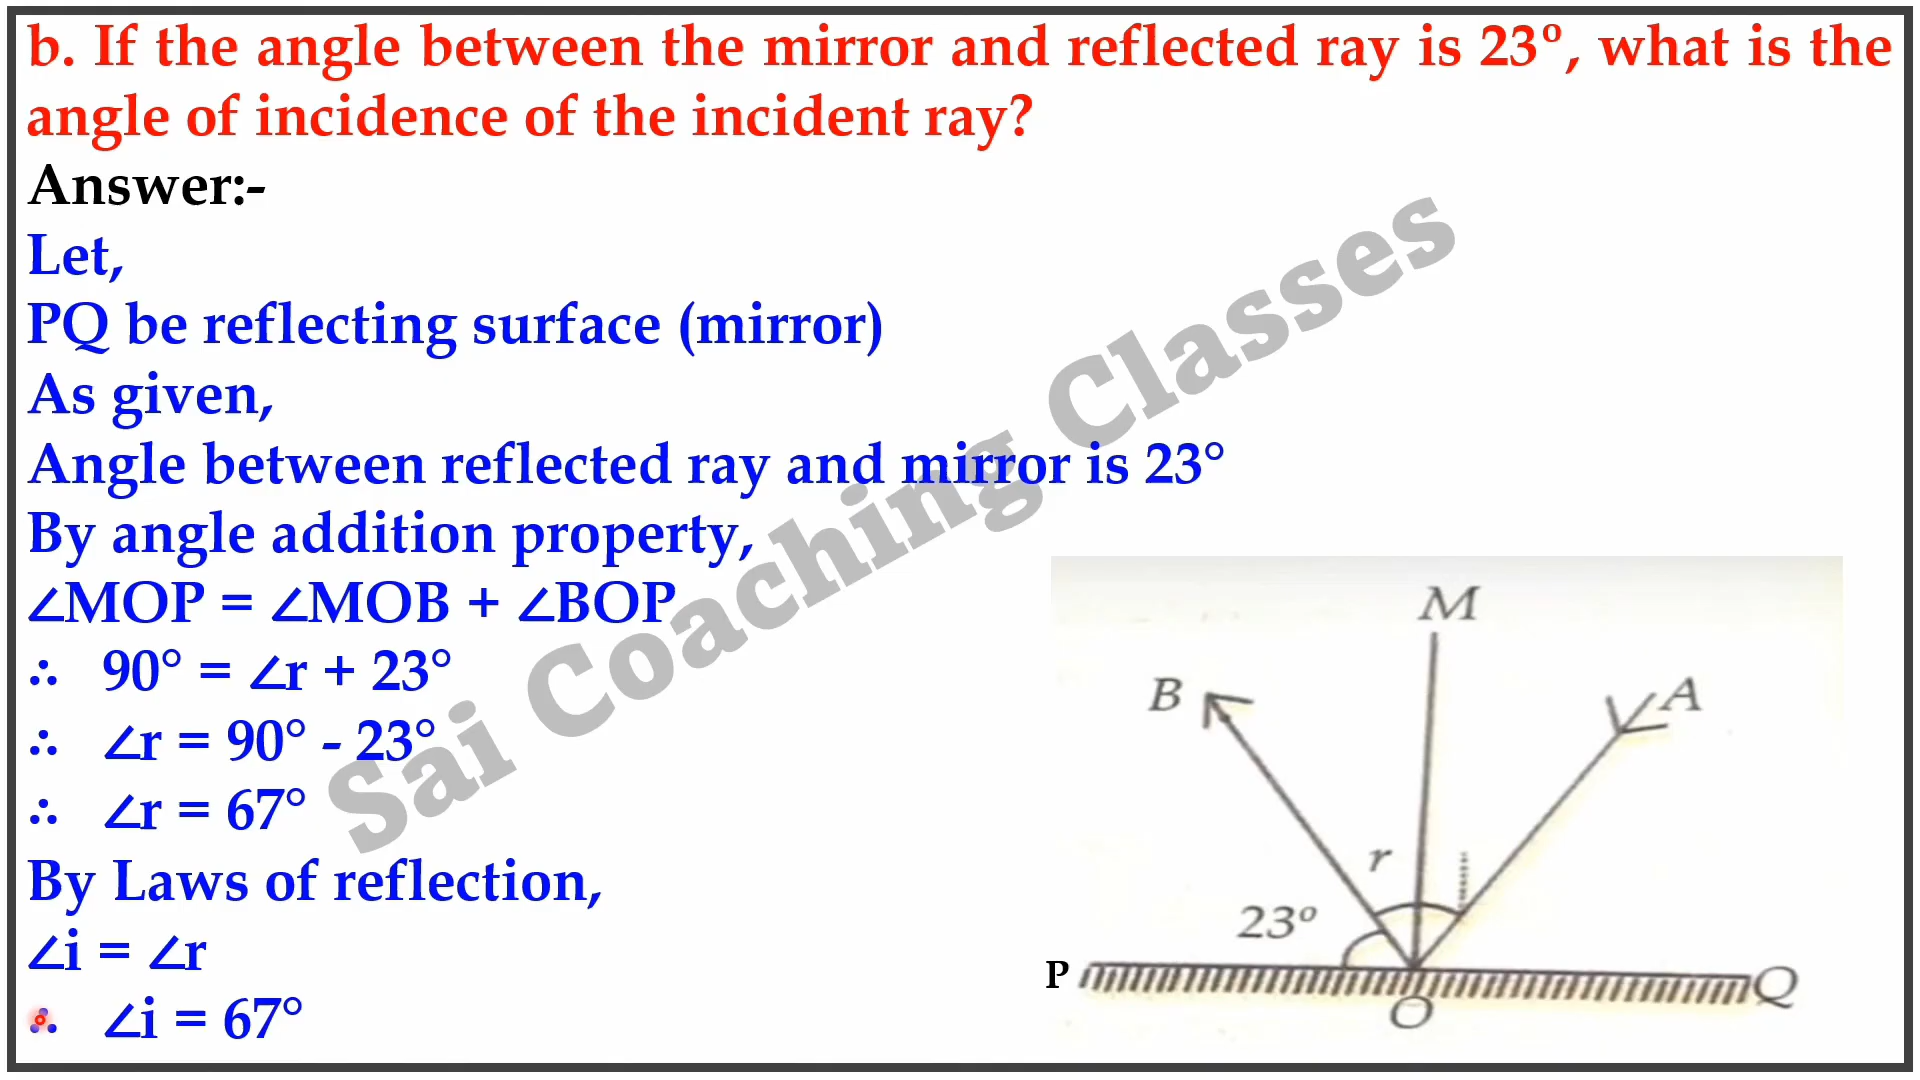 b. If the angle between the mirror and reflected ray is 23º, what is the
angle of incidence of the incident ray?
Answer:-
Let,
PQ be reflecting surface (mirror)
As given,
Angle between reflected ray and mirror is 23°
By angle addition property,
∠MOP = ∠MOB + ∠BOP
∴ 90° = ∠r + 23°
∴ ∠r = 90° - 23°
∴ ∠r = 67°
By Laws of reflection,
∠i = ∠r
∴ ∠i = 67°
Sai Coaching Classes
M
B
A
r
23º
P
Q
O